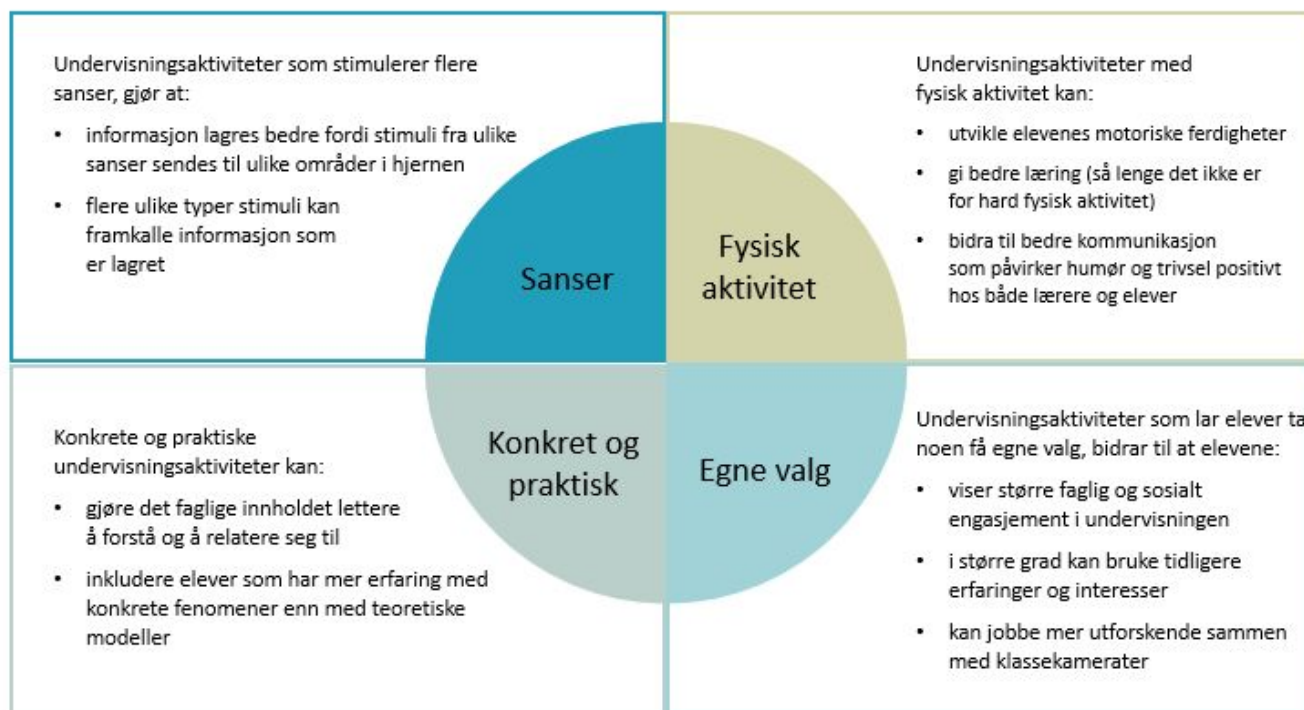 Undervisningsaktiviteter som stimulerer flere
sanser, gjør at:
• informasjon lagres bedre fordi stimuli fra ulike
sanser sendes til ulike områder i hjernen
• flere ulike typer stimuli kan
framkalle informasjon som
er lagret
Sanser
Undervisningsaktiviteter med
fysisk aktivitet kan:
• utvikle elevenes motoriske ferdigheter
• gi bedre læring (så lenge det ikke er
for hard fysisk aktivitet)
• bidra til bedre kommunikasjon
som påvirker humør og trivsel positivt
hos både lærere og elever
Fysisk
aktivitet
Konkrete og praktiske
undervisningsaktiviteter kan:
• gjøre det faglige innholdet lettere
å forstå og å relatere seg til
• inkludere elever som har mer erfaring med
konkrete fenomener enn med teoretiske
modeller
Konkret og
praktisk
Undervisningsaktiviteter som lar elever ta
noen få egne valg, bidrar til at elevene:
• viser større faglig og sosialt
engasjement i undervisningen
• i større grad kan bruke tidligere
erfaringer og interesser
• kan jobbe mer utforskende sammen
med klassekamerater
Egne valg